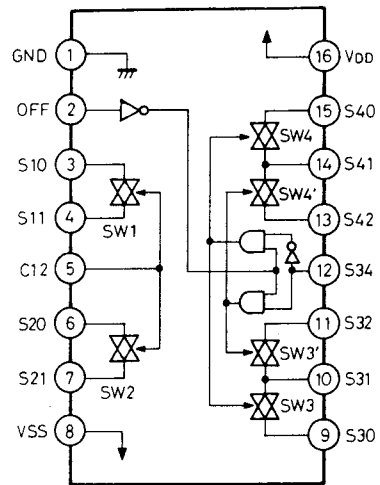 GND 1
OFF 2
S10 3
S11 4
C12 5
S20 6
S21 7
VSS 8
SW1
SW2
16 VDD
15 S40
14 S41
13 S42
12 S34
11 S32
10 S31
9 S30
SW4
SW4'
SW3'
SW3